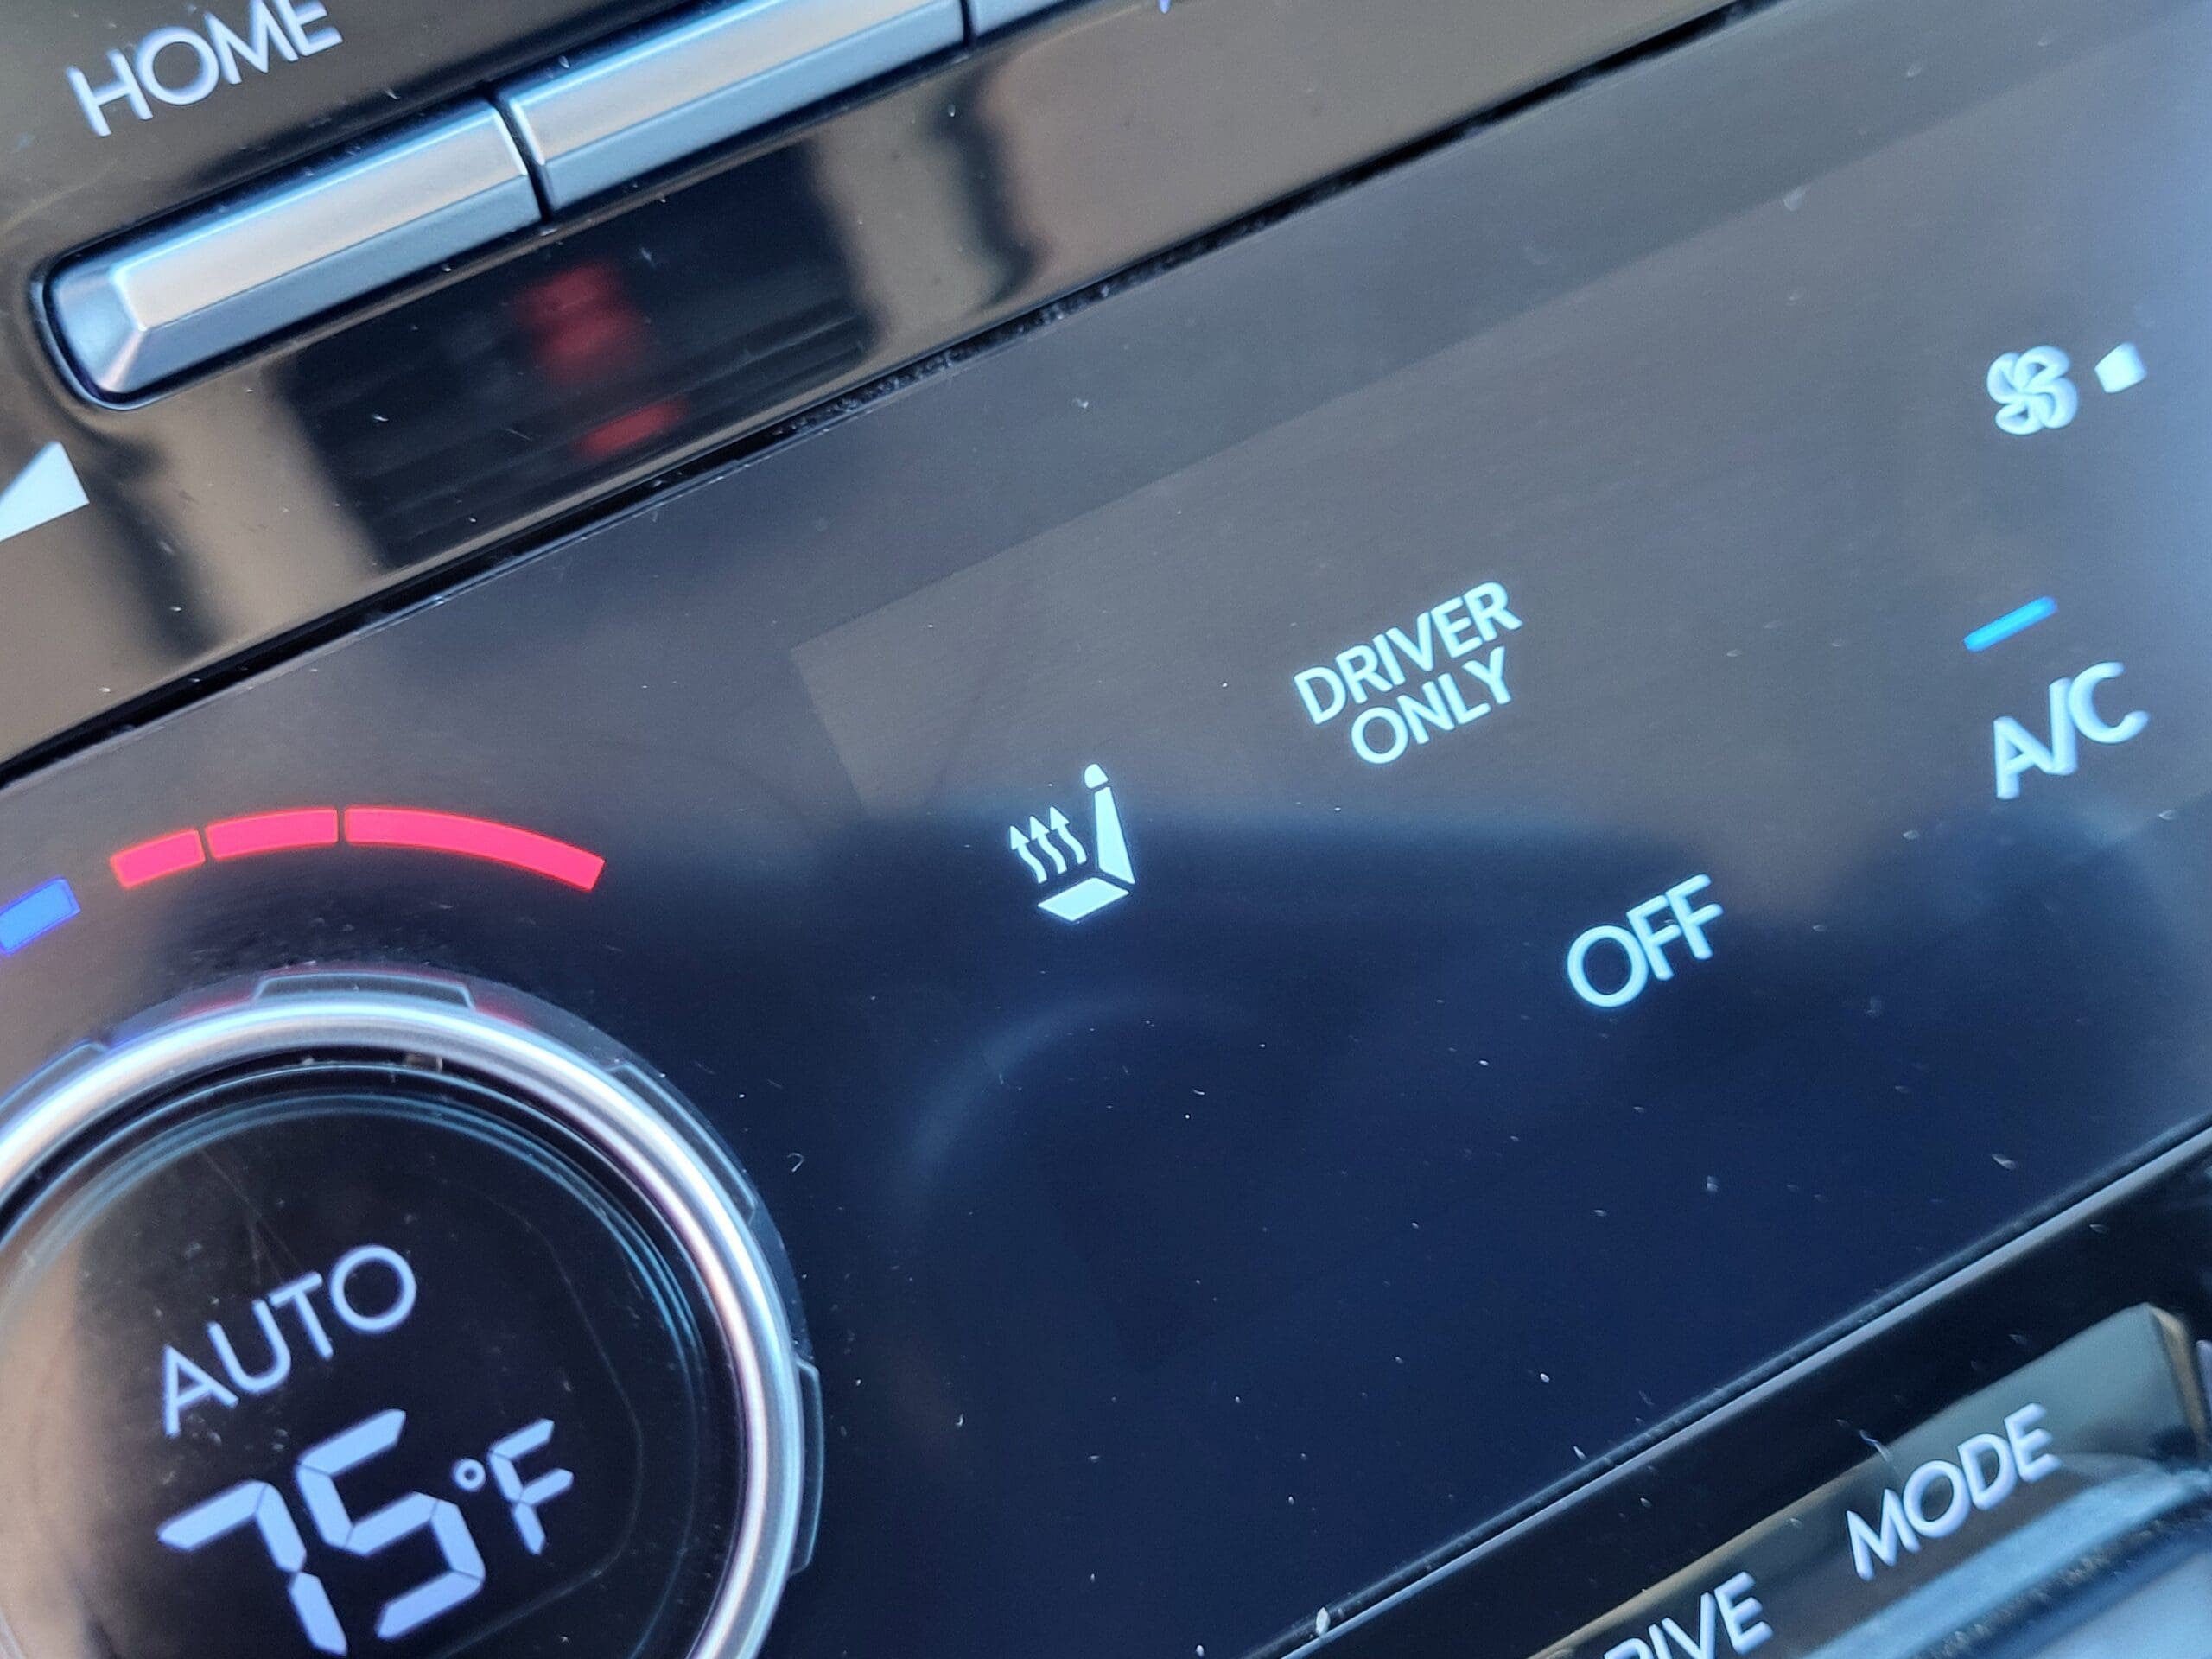 HOME
DRIVER
ONLY
A/C
OFF
AUTO
75°F
MODE